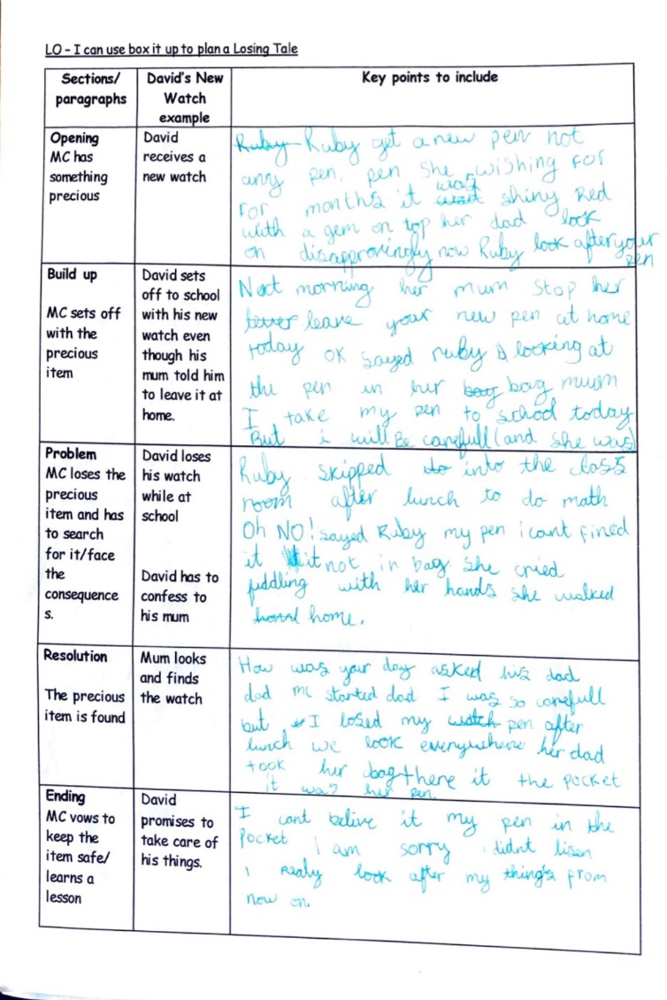 LO - I can use box it up to plan a Losing Tale
Sections/
paragraphs
David's New
Watch
example
Key points to include
Opening
MC has
something
precious
David
receives a
new watch
Ruby Ruby get a new pen not
any pen, pen she wishing for
for months it was shiny Red
with a gem on top her dad look
on disapprovingly now Ruby look after your
pen
Build up
MC sets off
with the
precious
item
David sets
off to school
with his new
watch even
though his
mum told him
to leave it at
home.
Next morning her mum stop her
leave your new pen at home
today OK sayed ruby looking at
the pen in her bag bag muum
I take my pen to school today
But i will Be carefull (and she was)
Problem
MC loses the
precious
item and has
to search
for it/face
the
consequence
s.
David loses
his watch
while at
school
David has to
confess to
his mum
Ruby skipped to into the class
room after lunch to do math
Oh NO! sayed Ruby my pen i cant fined
it it not in bag she cried
fuddling with her hands she walked
home.
Resolution
The precious
item is found
Mum looks
and finds
the watch
How was your day asked his dad
dad me started dad I was so carefull
but I losed my watch pen after
lunch we look everywhere her dad
took her bag there it the pocket
it was her pen
Ending
MC vows to
keep the
item safe/
learns a
lesson
David
promises to
take care of
his things.
I cant belive it my pen in the
Pocket I am sorry i didnt lisen
i realy look after my thing's from
now on.